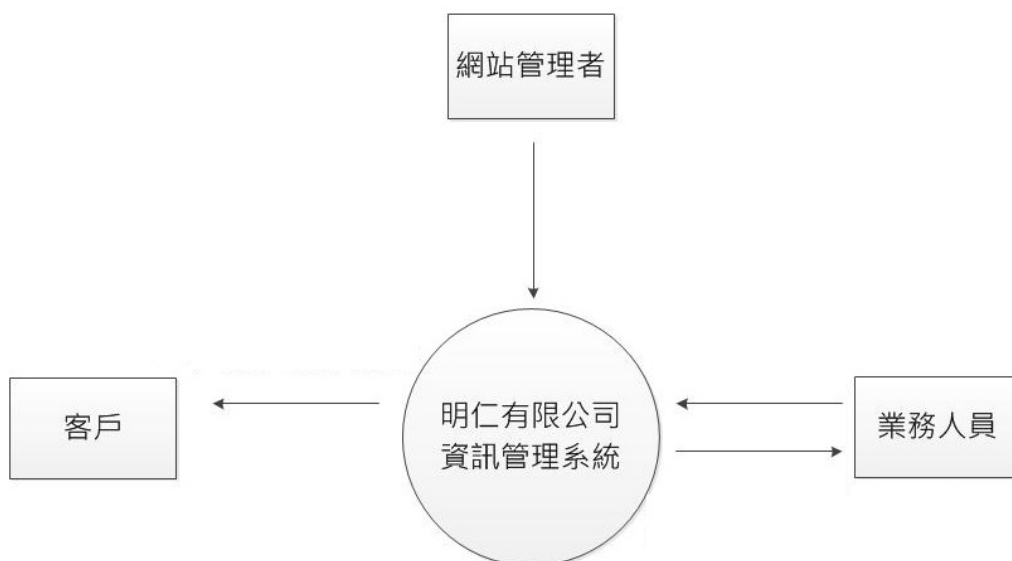 網站管理者
客戶
明仁有限公司
資訊管理系統
業務人員